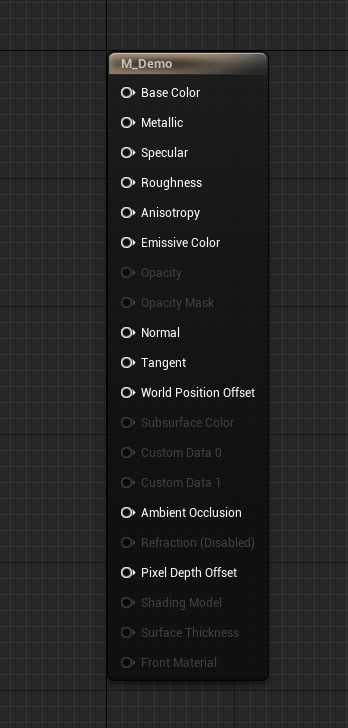 M_Demo
Base Color
Metallic
Specular
Roughness
Anisotropy
Emissive Color
Opacity
Opacity Mask
Normal
Tangent
World Position Offset
Subsurface Color
Custom Data 0
Custom Data 1
Ambient Occlusion
Refraction (Disabled)
Pixel Depth Offset
Shading Model
Surface Thickness
Front Material